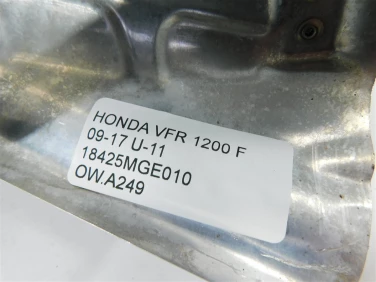 HONDA VFR 1200 F
09-17 U-11
18425MGE010
OW.A249